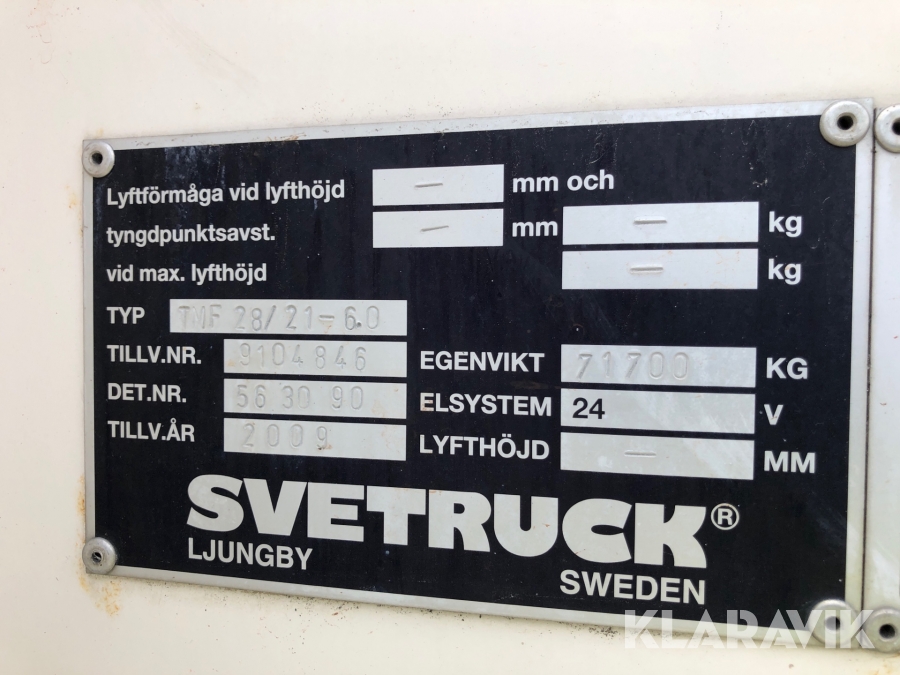 Lyftförmåga vid lyfthöjd — mm och
tyngdpunktsavst. — mm — kg
vid max. lyfthöjd — kg
TYP TMF 28/21-6.0
TILLV.NR. 9104846 EGENVIKT 71700 KG
DET.NR. 56 30 90 ELSYSTEM 24 V
TILLV.ÅR 2009 LYFTHÖJD — MM
SVETRUCK®
LJUNGBY
SWEDEN
KLARAVIK